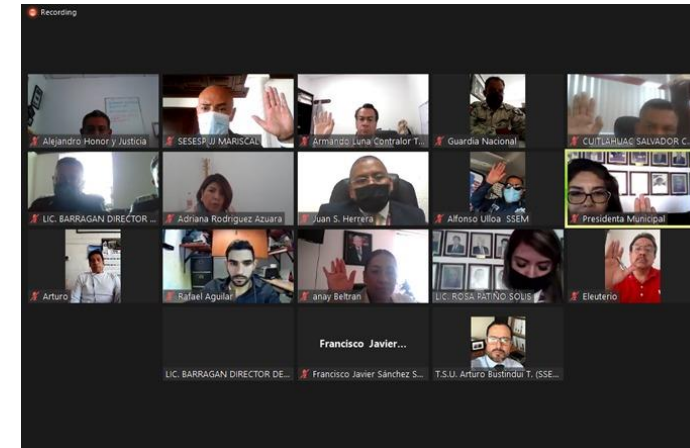 Recording
Alejandro Honor y Justicia
SESESP JJ MARISCAL
Armando Luna Contralor T...
Guardia Nacional
CUITLAHUAC SALVADOR C...
LIC. BARRAGAN DIRECTOR ...
Adriana Rodriguez Azuara
Juan S. Herrera
Alfonso Ulloa SSEM
Presidenta Municipal
Arturo
Rafael Aguilar
anay Beltran
LIC. ROSA PATIÑO SOLIS
Eleuterio
LIC. BARRAGAN DIRECTOR DE...
Francisco Javier...
Francisco Javier Sánchez S...
T.S.U. Arturo Bustindui T. (SSE...